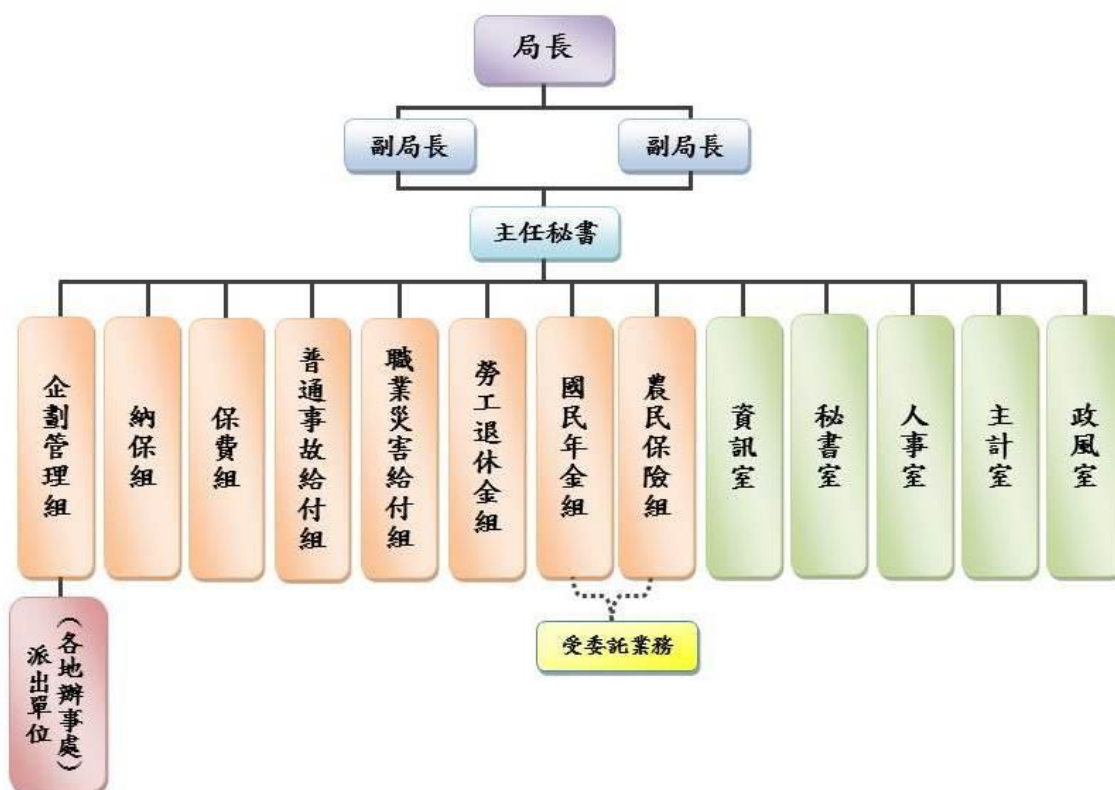 局長
副局長
副局長
主任秘書
企劃管理組
納保組
保費組
普通事故給付組
職業災害給付組
勞工退休金組
國民年金組
農民保險組
資訊室
秘書室
人事室
主計室
政風室
（各地辦事處）
派出單位
受委託業務